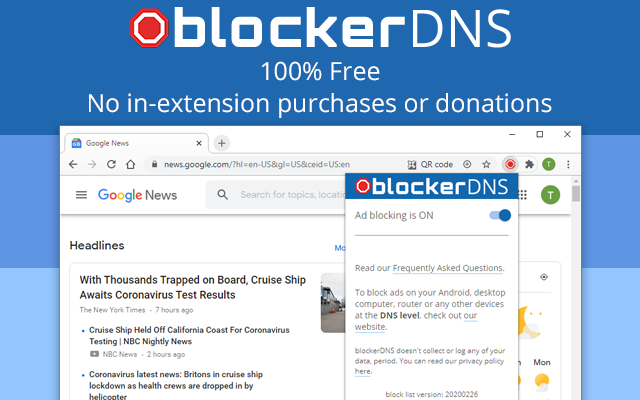 blockerDNS
100% Free
No in-extension purchases or donations
Google News
news.google.com/?hl=en-US&gl=US&ceid=US:en
QR code
T
Google News
Search for topics, locat
T
blockerDNS
Ad blocking is ON
Headlines
Mo
With Thousands Trapped on Board, Cruise Ship
Awaits Coronavirus Test Results
The New York Times • 7 hours ago
Cruise Ship Held Off California Coast For Coronavirus
Testing | NBC Nightly News
NBC News • 2 hours ago
Coronavirus latest news: Britons in cruise ship
lockdown as health crews are dropped in by
helicopter
Read our Frequently Asked Questions.
To block ads on your Android, desktop
computer, router or any other devices
at the DNS level, check out our
website.
blockerDNS doesn't collect or log any of your
data, period. You can read our privacy policy
here.
block list version: 20200226
Mon